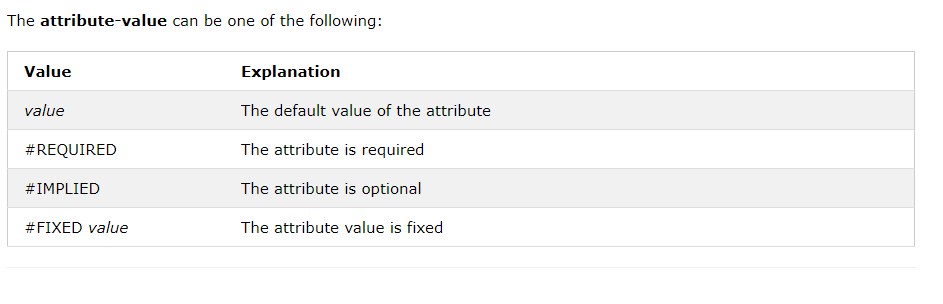 The attribute-value can be one of the following:
Value Explanation
value The default value of the attribute
#REQUIRED The attribute is required
#IMPLIED The attribute is optional
#FIXED value The attribute value is fixed